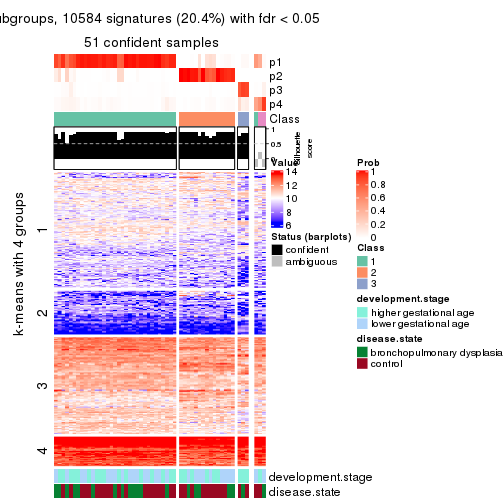 ubgroups, 10584 signatures (20.4%) with fdr < 0.05
51 confident samples
p1
p2
p3
p4
Class
1
0.5
0
Silhouette
score
k-means with 4 groups
1
2
3
4
Value
14
12
10
8
6
Status (barplots)
confident
ambiguous
Prob
1
0.8
0.6
0.4
0.2
0
Class
1
2
3
development.stage
higher gestational age
lower gestational age
disease.state
bronchopulmonary dysplasia
control
development.stage
disease.state